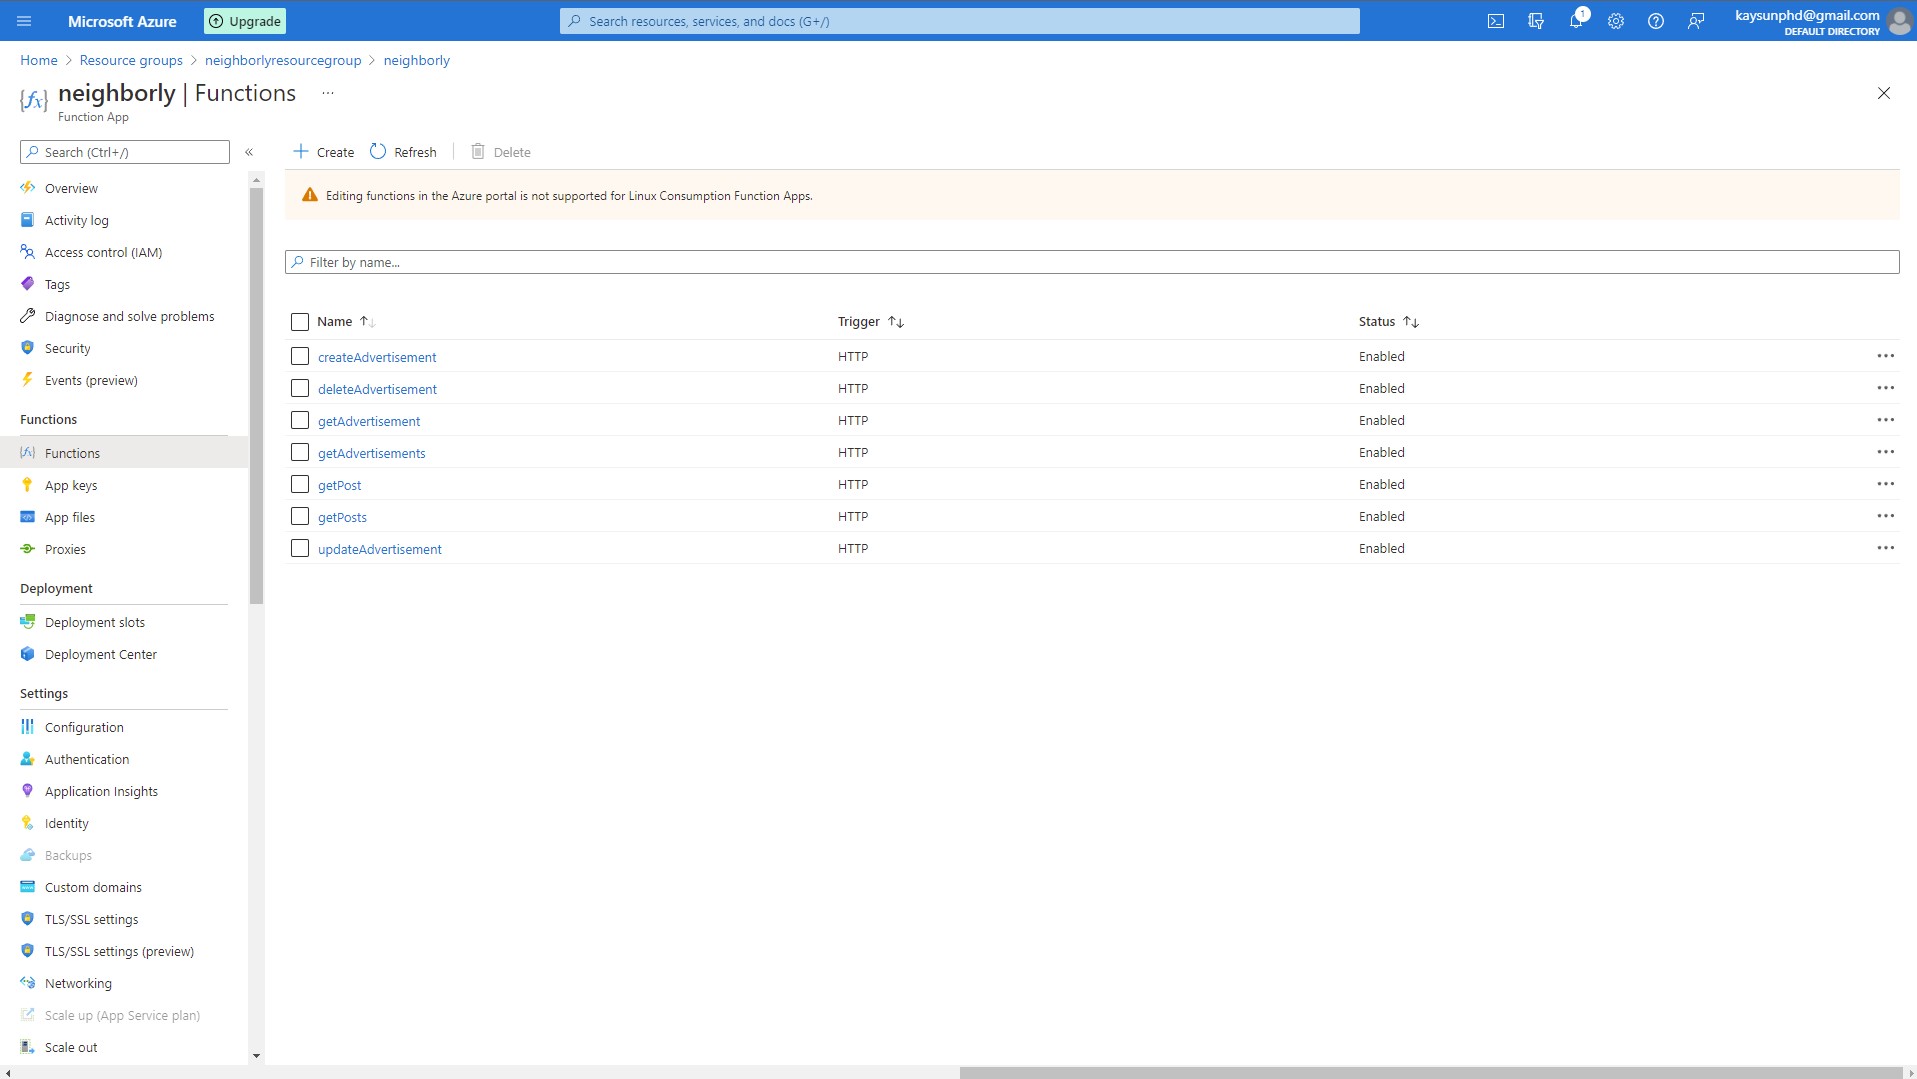 Microsoft Azure
Upgrade
Search resources, services, and docs (G+/)
1
kaysunphd@gmail.com
DEFAULT DIRECTORY
Home > Resource groups > neighborlyresourcegroup > neighborly
neighborly | Functions ...
Function App
Search (Ctrl+/)
«
Overview
Activity log
Access control (IAM)
Tags
Diagnose and solve problems
Security
Events (preview)
Functions
Functions
App keys
App files
Proxies
Deployment
Deployment slots
Deployment Center
Settings
Configuration
Authentication
Application Insights
Identity
Backups
Custom domains
TLS/SSL settings
TLS/SSL settings (preview)
Networking
Scale up (App Service plan)
Scale out
Create Refresh Delete
Editing functions in the Azure portal is not supported for Linux Consumption Function Apps.
Filter by name...
Name Trigger Status
createAdvertisement HTTP Enabled
deleteAdvertisement HTTP Enabled
getAdvertisement HTTP Enabled
getAdvertisements HTTP Enabled
getPost HTTP Enabled
getPosts HTTP Enabled
updateAdvertisement HTTP Enabled